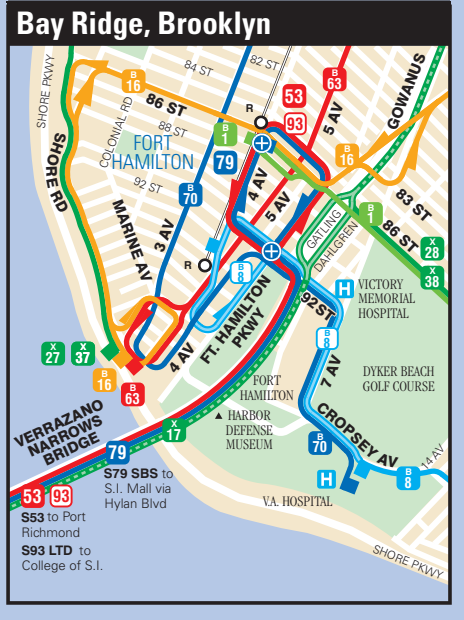 Bay Ridge, Brooklyn
SHORE PKWY
B
16
84 ST
82 ST
B
63
GOWANUS
86 ST
COLONIAL RD
88 ST
R
53
93
5 AV
B
1
FORT
HAMILTON
79
B
16
SHORE RD
92 ST
B
70
4 AV
5 AV
83 ST
B
1
86 ST
MARINE AV
3 AV
GATLING
DAHLGREN
X
28
X
38
R
B
8
92 ST
H
VICTORY
MEMORIAL
HOSPITAL
FT. HAMILTON
PKWY
B
8
X
27
X
37
4 AV
7 AV
DYKER BEACH
GOLF COURSE
B
16
B
63
FORT
HAMILTON
HARBOR
DEFENSE
MUSEUM
CROPSEY AV
VERRAZANO
NARROWS
BRIDGE
X
17
79
B
70
14 AV
B
8
S79 SBS to
S.I. Mall via
Hylan Blvd
H
V.A. HOSPITAL
53
93
S53 to Port
Richmond
S93 LTD to
College of S.I.
SHORE PKWY